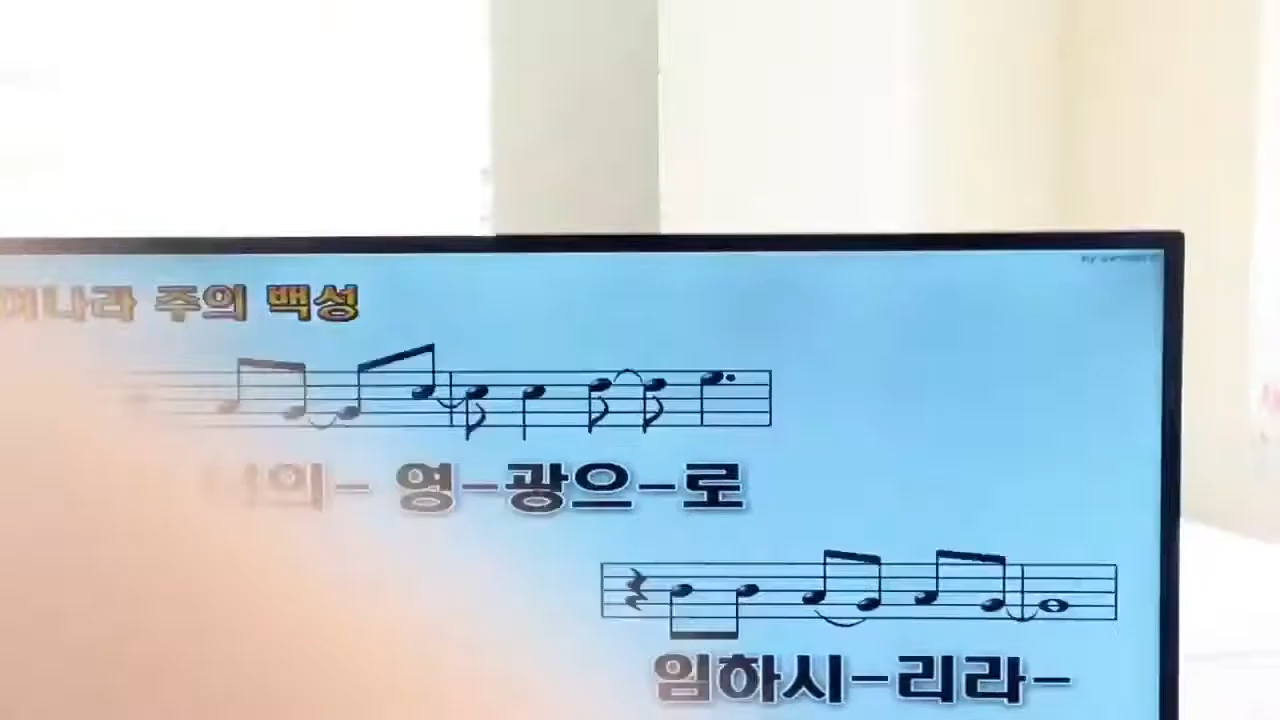 나라 주의 백성
의- 영-광으-로
임하시-리라-